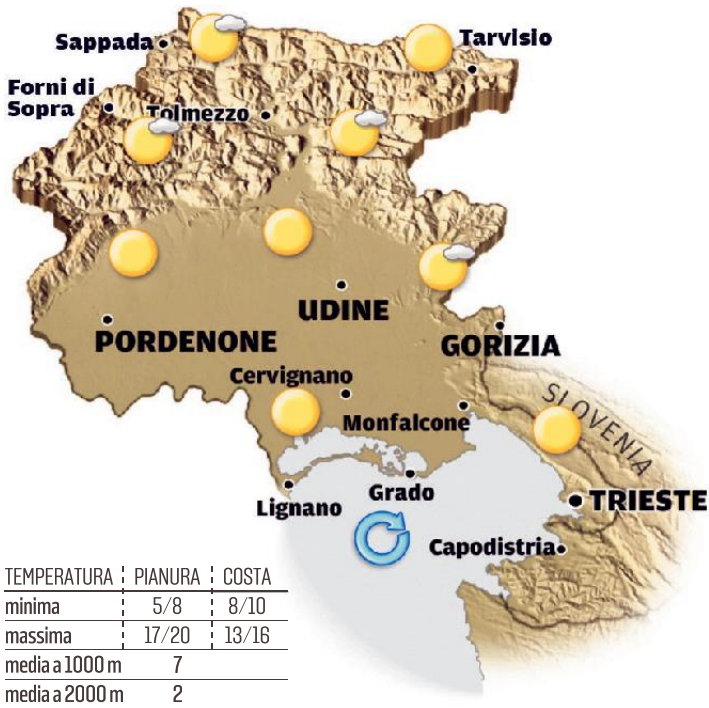 Sappada
Tarvisio
Forni di
Sopra
Tolmezzo
UDINE
PORDENONE
GORIZIA
Cervignano
SLOVENIA
Monfalcone
Grado
Lignano
TRIESTE
Capodistria
TEMPERATURA PIANURA COSTA
minima 5/8 8/10
massima 17/20 13/16
media a 1000 m 7
media a 2000 m 2